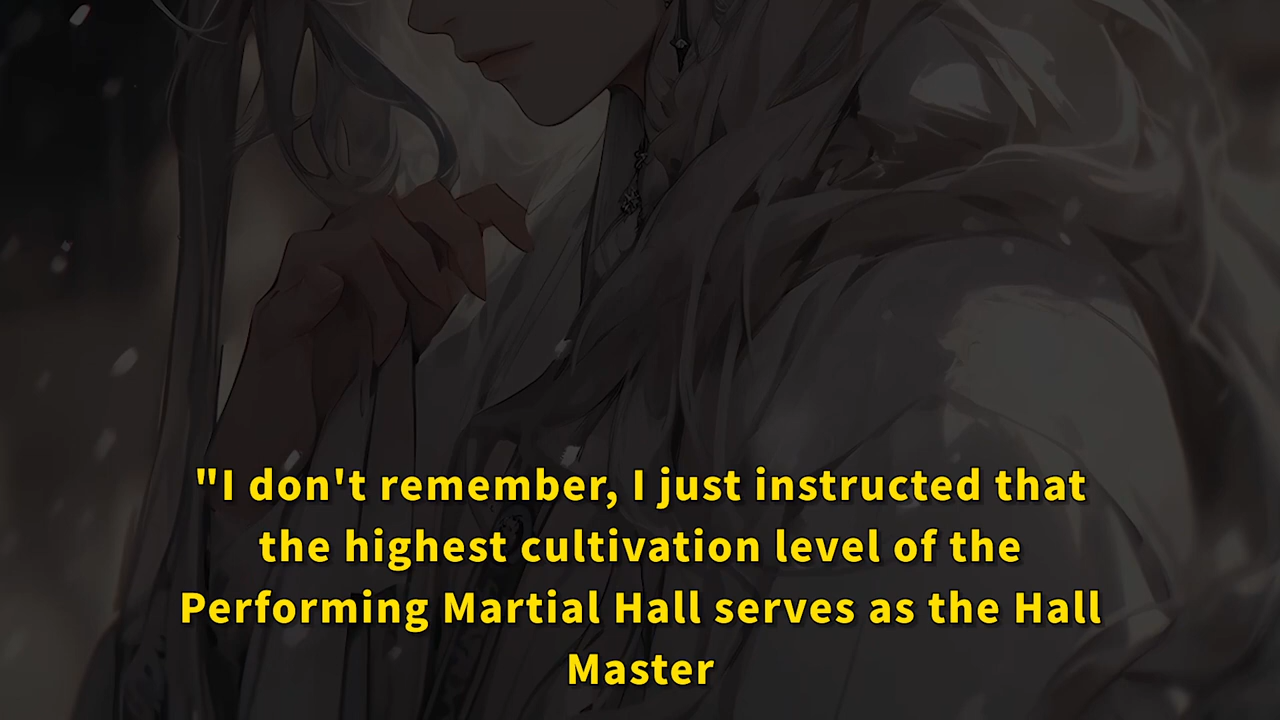 "I don't remember, I just instructed that
the highest cultivation level of the
Performing Martial Hall serves as the Hall
Master